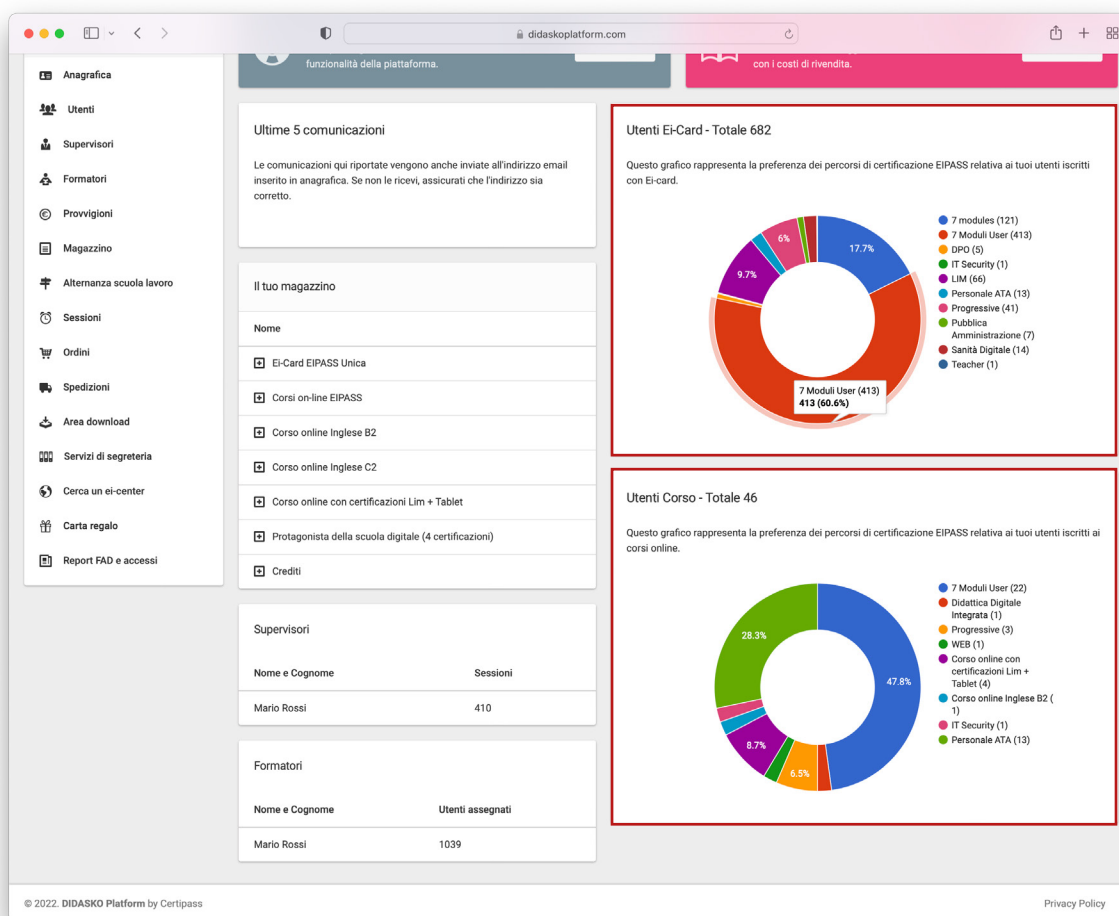 didaskoplatform.com
funzionalità della piattaforma.
con i costi di rivendita.
Anagrafica
Utenti
Supervisori
Formatori
Provvigioni
Magazzino
Alternanza scuola lavoro
Sessioni
Ordini
Spedizioni
Area download
Servizi di segreteria
Cerca un ei-center
Carta regalo
Report FAD e accessi
Ultime 5 comunicazioni
Le comunicazioni qui riportate vengono anche inviate all'indirizzo email
inserito in anagrafica. Se non le ricevi, assicurati che l'indirizzo sia
corretto.
Il tuo magazzino
Nome
Ei-Card EIPASS Unica
Corsi on-line EIPASS
Corso online Inglese B2
Corso online Inglese C2
Corso online con certificazioni Lim + Tablet
Protagonista della scuola digitale (4 certificazioni)
Crediti
Supervisori
Nome e Cognome Sessioni
Mario Rossi 410
Formatori
Nome e Cognome Utenti assegnati
Mario Rossi 1039
Utenti Ei-Card - Totale 682
Questo grafico rappresenta la preferenza dei percorsi di certificazione EIPASS relativa ai tuoi utenti iscritti
con Ei-card.
17.7%
6%
9.7%
7 Moduli User (413)
413 (60.6%)
7 modules (121)
7 Moduli User (413)
DPO (5)
IT Security (1)
LIM (66)
Personale ATA (13)
Progressive (41)
Pubblica
Amministrazione (7)
Sanità Digitale (14)
Teacher (1)
Utenti Corso - Totale 46
Questo grafico rappresenta la preferenza dei percorsi di certificazione EIPASS relativa ai tuoi utenti iscritti ai
corsi online.
28.3%
47.8%
8.7%
6.5%
7 Moduli User (22)
Didattica Digitale
Integrata (1)
Progressive (3)
WEB (1)
Corso online con
certificazioni Lim +
Tablet (4)
Corso online Inglese B2 (
1)
IT Security (1)
Personale ATA (13)
© 2022. DIDASKO Platform by Certipass
Privacy Policy